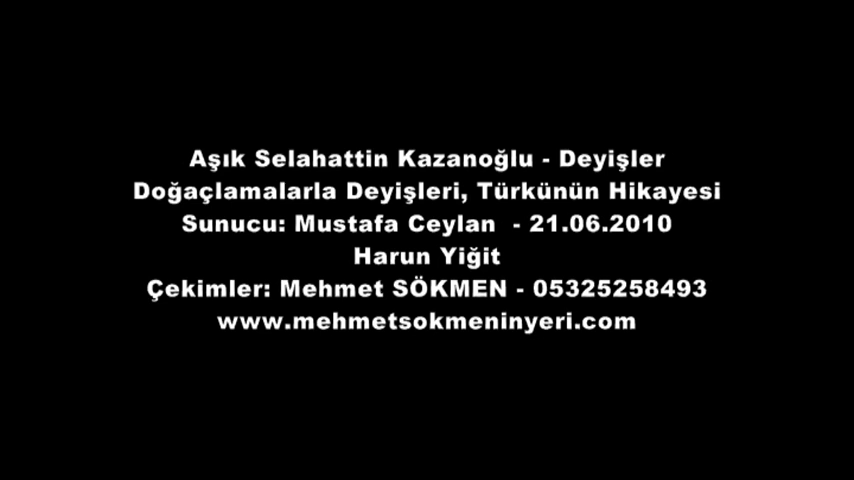 Aşık Selahattin Kazanoğlu - Deyişler
Doğaçlamalarla Deyişleri, Türkünün Hikayesi
Sunucu: Mustafa Ceylan  - 21.06.2010
Harun Yiğit
Çekimler: Mehmet SÖKMEN - 05325258493
www.mehmetsokmeninyeri.com